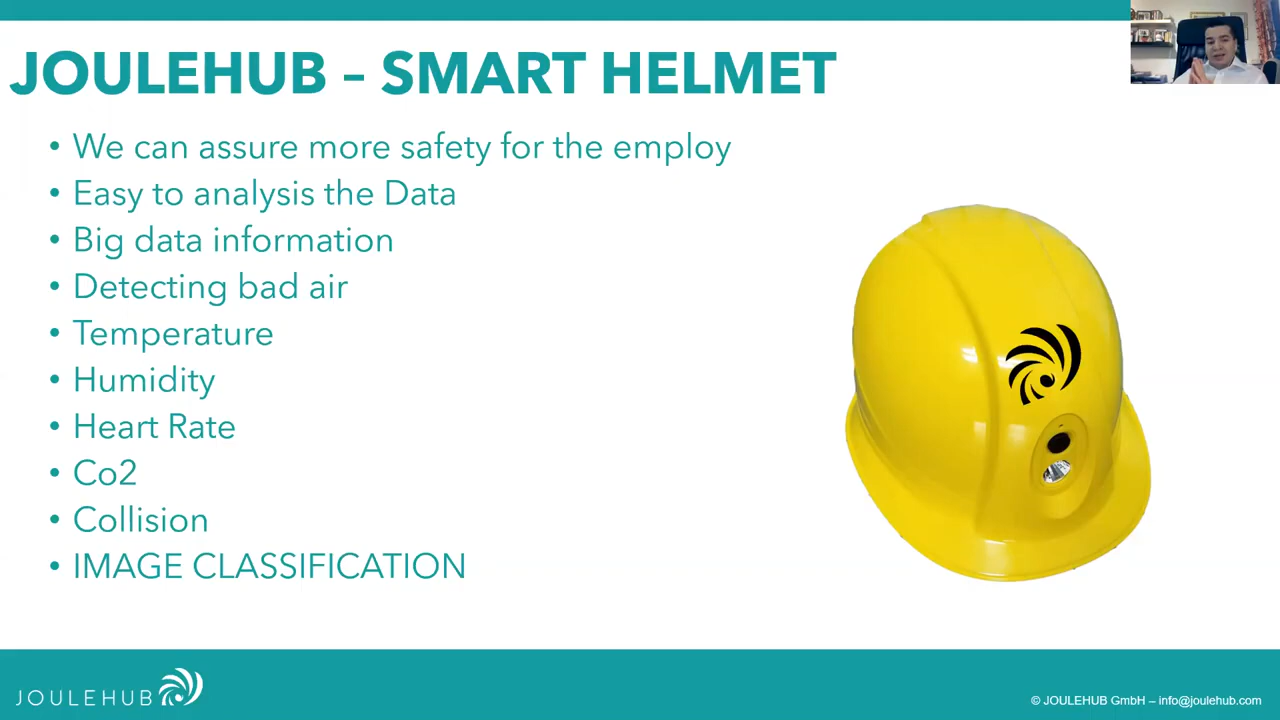 JOULEHUB – SMART HELMET
• We can assure more safety for the employ
• Easy to analysis the Data
• Big data information
• Detecting bad air
• Temperature
• Humidity
• Heart Rate
• Co2
• Collision
• IMAGE CLASSIFICATION
JOULEHUB
© JOULEHUB GmbH – info@joulehub.com